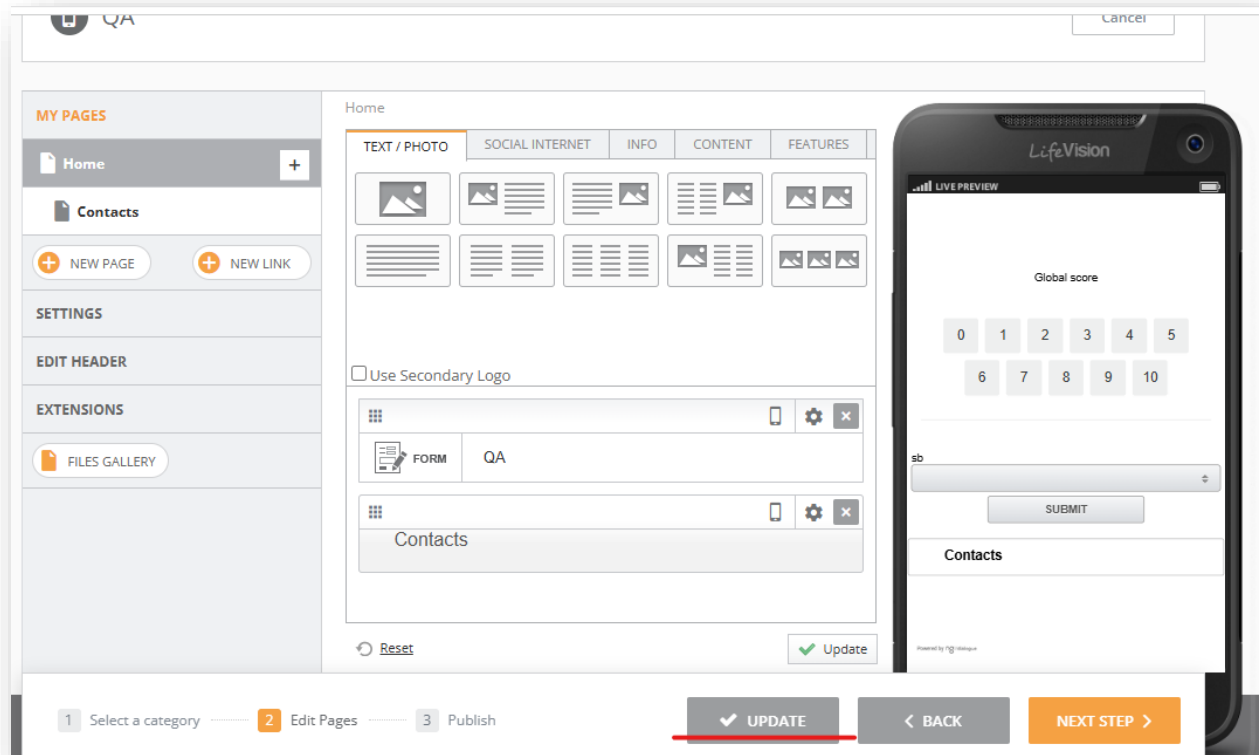 QA
Cancel
MY PAGES
Home
+
Contacts
NEW PAGE
NEW LINK
SETTINGS
EDIT HEADER
EXTENSIONS
FILES GALLERY
Home
TEXT / PHOTO
SOCIAL INTERNET
INFO
CONTENT
FEATURES
Use Secondary Logo
FORM
QA
Contacts
Reset
Update
LifeVision
LIVE PREVIEW
Global score
0 1 2 3 4 5
6 7 8 9 10
sb
SUBMIT
Contacts
Powered by
1 Select a category
2 Edit Pages
3 Publish
UPDATE
BACK
NEXT STEP